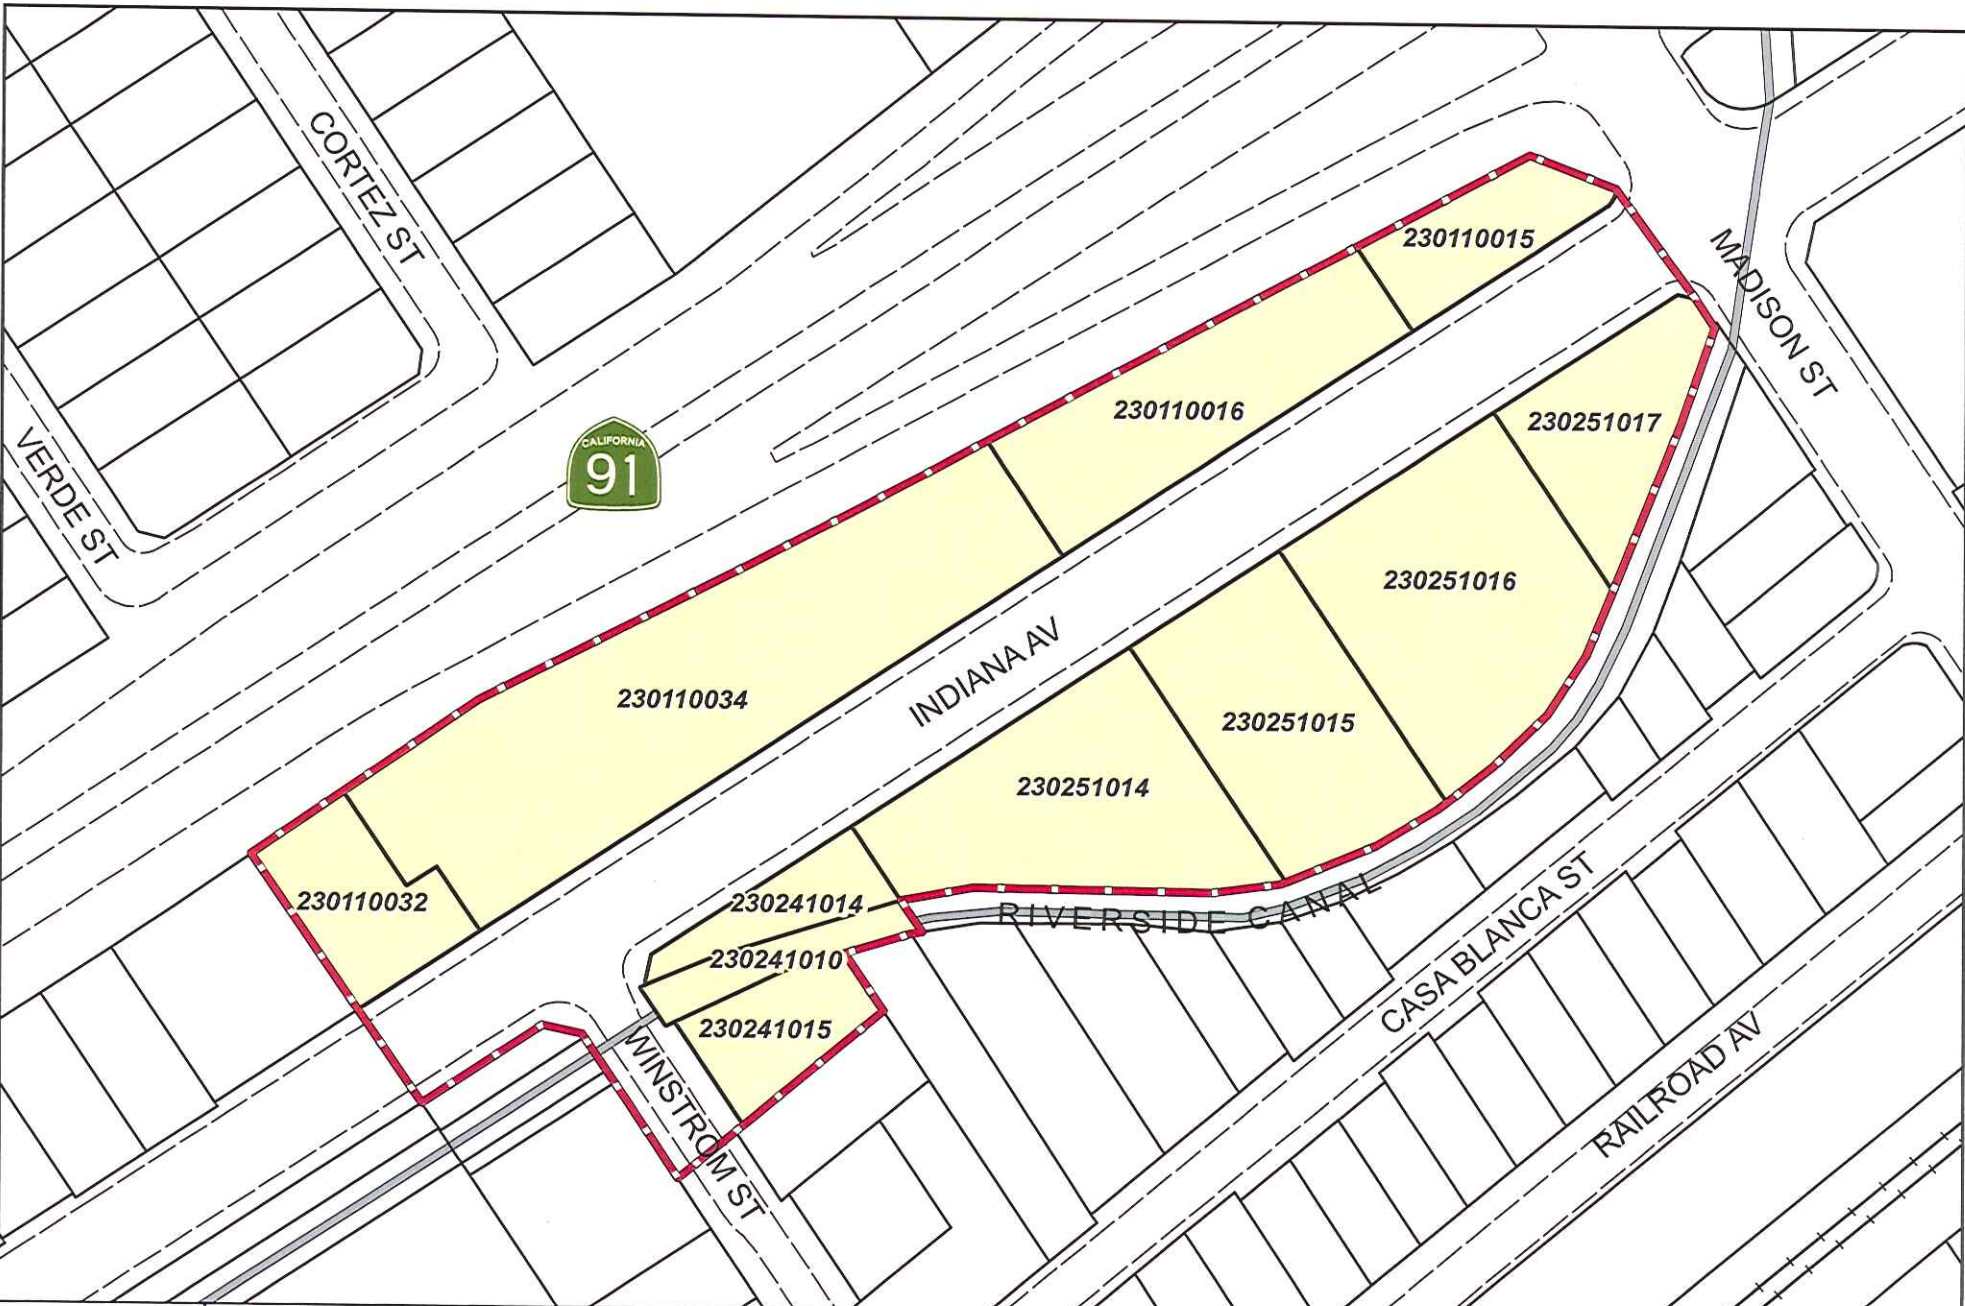 CORTEZ ST
230110015
MADISON ST
230110016
230251017
CALIFORNIA
91
VERDE ST
230251016
INDIANA AV
230110034
230251015
230251014
230110032
230241014
RIVERSIDE CANAL
CASA BLANCA ST
230241010
230241015
WINSTROM ST
RAILROAD AV